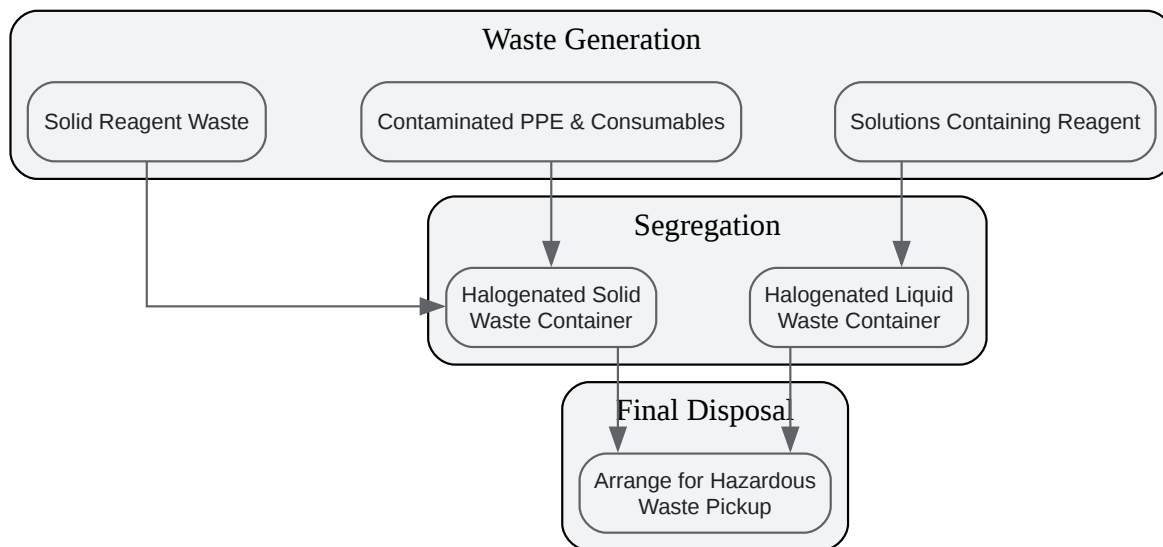 Waste Generation
Solid Reagent Waste
Contaminated PPE & Consumables
Solutions Containing Reagent
Segregation
Halogenated Solid
Waste Container
Halogenated Liquid
Waste Container
Final Disposal
Arrange for Hazardous
Waste Pickup